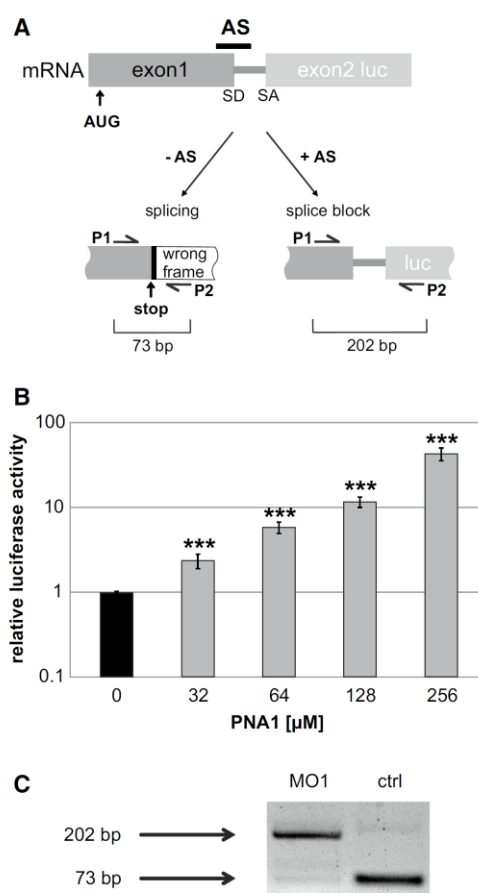 A
AS
mRNA exon1 exon2 luc
SD SA
AUG
- AS + AS
splicing splice block
P1 P1
wrong
frame luc
P2 P2
stop
73 bp 202 bp
B
relative luciferase activity
100
10
1
0.1
*** *** *** ***
0 32 64 128 256
PNA1 [µM]
C
MO1 ctrl
202 bp
73 bp